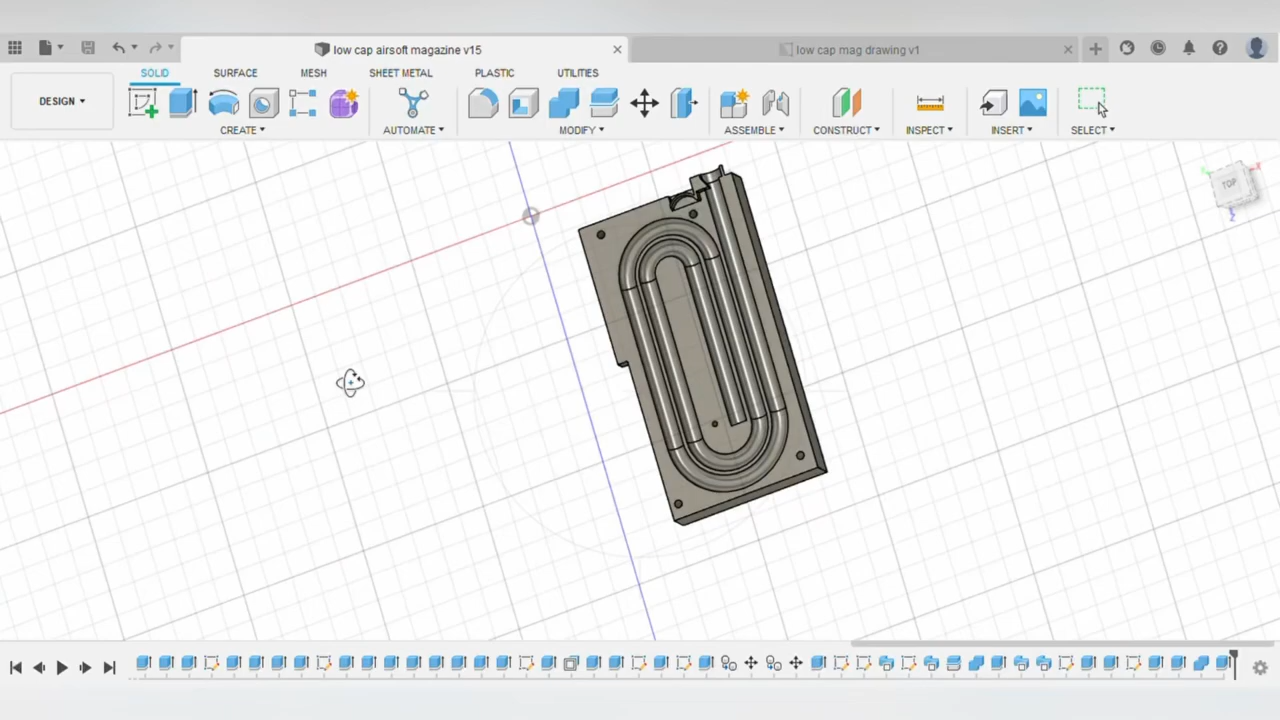 low cap airsoft magazine v15
low cap mag drawing v1
SOLID SURFACE MESH SHEET METAL PLASTIC UTILITIES
DESIGN
CREATE AUTOMATE MODIFY ASSEMBLE CONSTRUCT INSPECT INSERT SELECT
TOP
X
Z